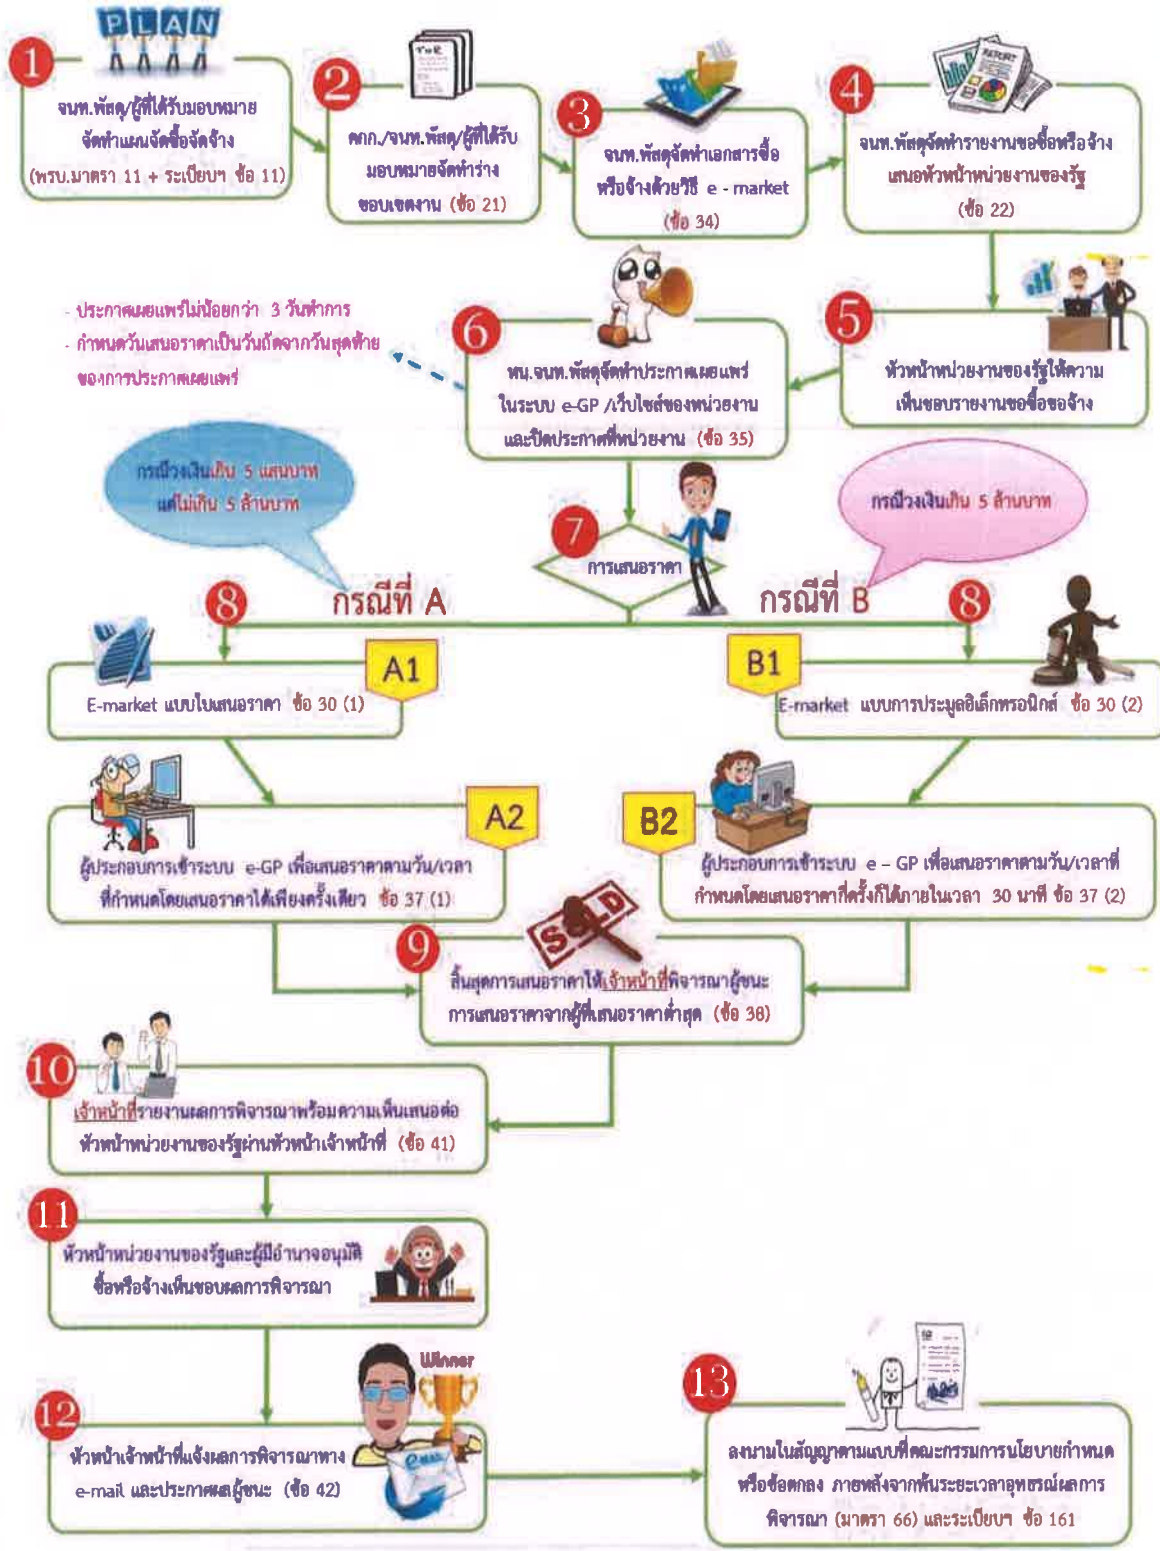 PLAN
1
จนท.พัสดุ/ผู้ที่ได้รับมอบหมาย
จัดทำแผนจัดซื้อจัดจ้าง
(พรบ.มาตรา 11 + ระเบียบฯ ข้อ 11)
2
TOR
คกก./จนท.พัสดุ/ผู้ที่ได้รับ
มอบหมายจัดทำร่าง
ขอบเขตงาน (ข้อ 21)
3
จนท.พัสดุจัดทำเอกสารซื้อ
หรือจ้างด้วยวิธี e - market
(ข้อ 34)
4
REPORT
จนท.พัสดุจัดทำรายงานขอซื้อหรือจ้าง
เสนอหัวหน้าหน่วยงานของรัฐ
(ข้อ 22)
5
หัวหน้าหน่วยงานของรัฐให้ความ
เห็นชอบรายงานขอซื้อขอจ้าง
6
หน.จนท.พัสดุจัดทำประกาศเผยแพร่
ในระบบ e-GP /เว็บไซส์ของหน่วยงาน
และปิดประกาศที่หน่วยงาน (ข้อ 35)
- ประกาศเผยแพร่ไม่น้อยกว่า 3 วันทำการ
- กำหนดวันเสนอราคาเป็นวันถัดจากวันสุดท้าย
ของการประกาศเผยแพร่
กรณีวงเงินเกิน 5 แสนบาท
แต่ไม่เกิน 5 ล้านบาท
กรณีวงเงินเกิน 5 ล้านบาท
7
การเสนอราคา
8
กรณีที่ A
กรณีที่ B
8
A1
E-market แบบใบเสนอราคา ข้อ 30 (1)
B1
E-market แบบการประมูลอิเล็กทรอนิกส์ ข้อ 30 (2)
A2
ผู้ประกอบการเข้าระบบ e-GP เพื่อเสนอราคาตามวัน/เวลา
ที่กำหนดโดยเสนอราคาได้เพียงครั้งเดียว ข้อ 37 (1)
B2
ผู้ประกอบการเข้าระบบ e – GP เพื่อเสนอราคาตามวัน/เวลาที่
กำหนดโดยเสนอราคากี่ครั้งก็ได้ภายในเวลา 30 นาที ข้อ 37 (2)
9
SOLD
สิ้นสุดการเสนอราคาให้เจ้าหน้าที่พิจารณาผู้ชนะ
การเสนอราคาจากผู้ที่เสนอราคาต่ำสุด (ข้อ 38)
10
เจ้าหน้าที่รายงานผลการพิจารณาพร้อมความเห็นเสนอต่อ
หัวหน้าหน่วยงานของรัฐผ่านหัวหน้าเจ้าหน้าที่ (ข้อ 41)
11
หัวหน้าหน่วยงานของรัฐและผู้มีอำนาจอนุมัติ
ซื้อหรือจ้างเห็นชอบผลการพิจารณา
12
Winner
e-MAIL
หัวหน้าเจ้าหน้าที่แจ้งผลการพิจารณาทาง
e-mail และประกาศผลผู้ชนะ (ข้อ 42)
13
ลงนามในสัญญาตามแบบที่คณะกรรมการนโยบายกำหนด
หรือข้อตกลง ภายหลังจากพ้นระยะเวลาอุทธรณ์ผลการ
พิจารณา (มาตรา 66) และระเบียบฯ ข้อ 161